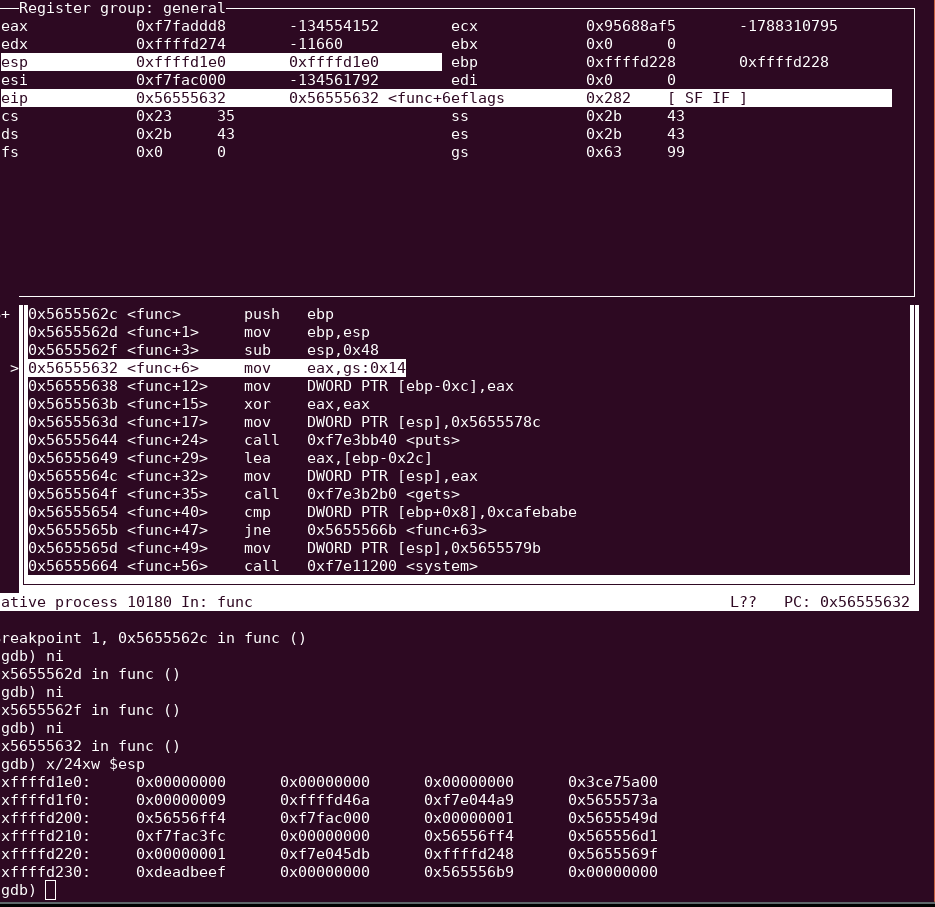 Register group: general
eax 0xf7faddd8 -134554152 ecx 0x95688af5 -1788310795
edx 0xffffd274 -11660 ebx 0x0 0
esp 0xffffd1e0 0xffffd1e0 ebp 0xffffd228 0xffffd228
esi 0xf7fac000 -134561792 edi 0x0 0
eip 0x56555632 0x56555632 <func+6eflags 0x282 [ SF IF ]
cs 0x23 35 ss 0x2b 43
ds 0x2b 43 es 0x2b 43
fs 0x0 0 gs 0x63 99
+ 0x5655562c <func> push ebp
0x5655562d <func+1> mov ebp,esp
0x5655562f <func+3> sub esp,0x48
> 0x56555632 <func+6> mov eax,gs:0x14
0x56555638 <func+12> mov DWORD PTR [ebp-0xc],eax
0x5655563b <func+15> xor eax,eax
0x5655563d <func+17> mov DWORD PTR [esp],0x5655578c
0x56555644 <func+24> call 0xf7e3bb40 <puts>
0x56555649 <func+29> lea eax,[ebp-0x2c]
0x5655564c <func+32> mov DWORD PTR [esp],eax
0x5655564f <func+35> call 0xf7e3b2b0 <gets>
0x56555654 <func+40> cmp DWORD PTR [ebp+0x8],0xcafebabe
0x5655565b <func+47> jne 0x5655566b <func+63>
0x5655565d <func+49> mov DWORD PTR [esp],0x5655579b
0x56555664 <func+56> call 0xf7e11200 <system>
ative process 10180 In: func L?? PC: 0x56555632
reakpoint 1, 0x5655562c in func ()
gdb) ni
x5655562d in func ()
gdb) ni
x5655562f in func ()
gdb) ni
x56555632 in func ()
gdb) x/24xw $esp
xffffd1e0: 0x00000000 0x00000000 0x00000000 0x3ce75a00
xffffd1f0: 0x00000009 0xffffd46a 0xf7e044a9 0x5655573a
xffffd200: 0x56556ff4 0xf7fac000 0x00000001 0x5655549d
xffffd210: 0xf7fac3fc 0x00000000 0x56556ff4 0x565556d1
xffffd220: 0x00000001 0xf7e045db 0xffffd248 0x5655569f
xffffd230: 0xdeadbeef 0x00000000 0x565556b9 0x00000000
gdb)